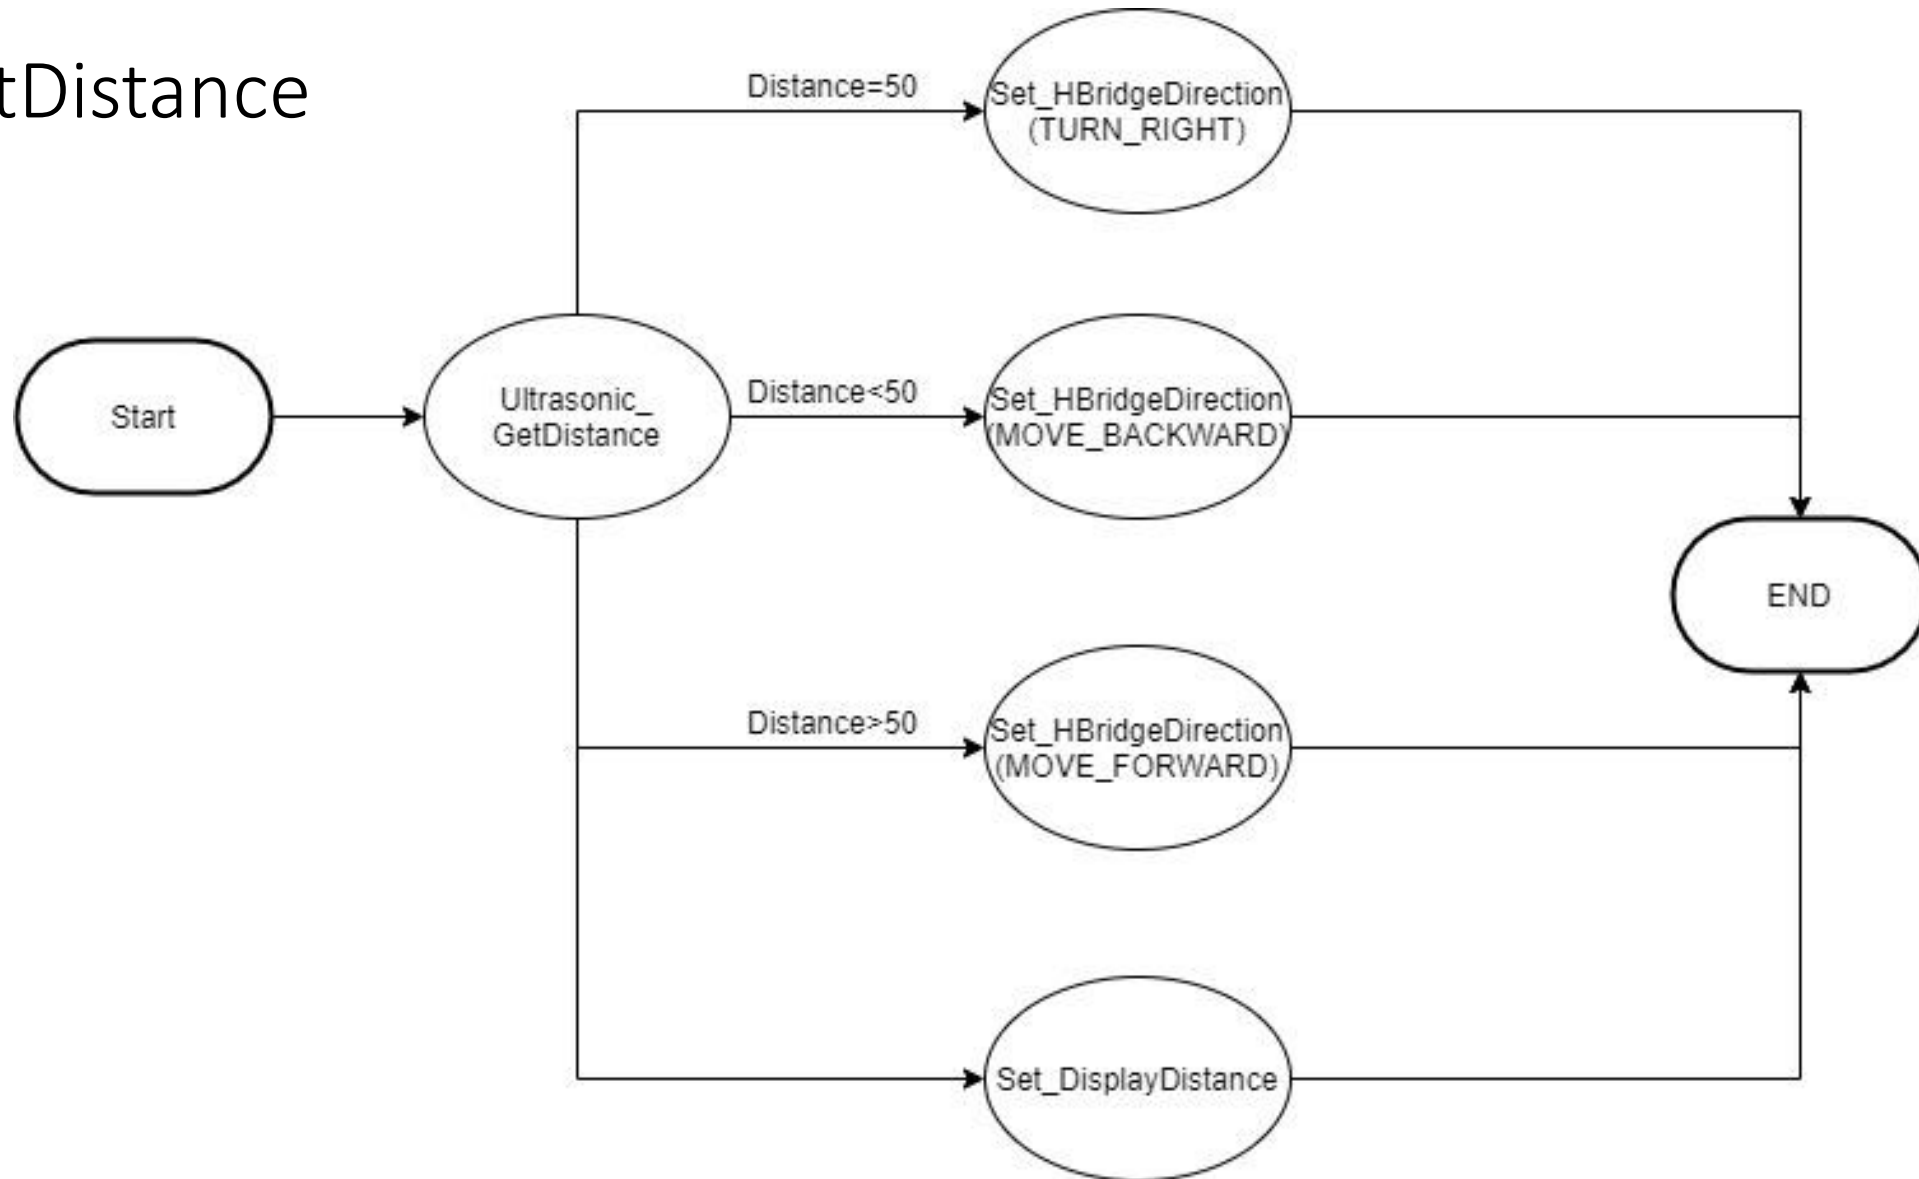 tDistance
Distance=50
Set_HBridgeDirection
(TURN_RIGHT)
Start
Ultrasonic_
GetDistance
Distance<50
Set_HBridgeDirection
(MOVE_BACKWARD)
END
Distance>50
Set_HBridgeDirection
(MOVE_FORWARD)
Set_DisplayDistance